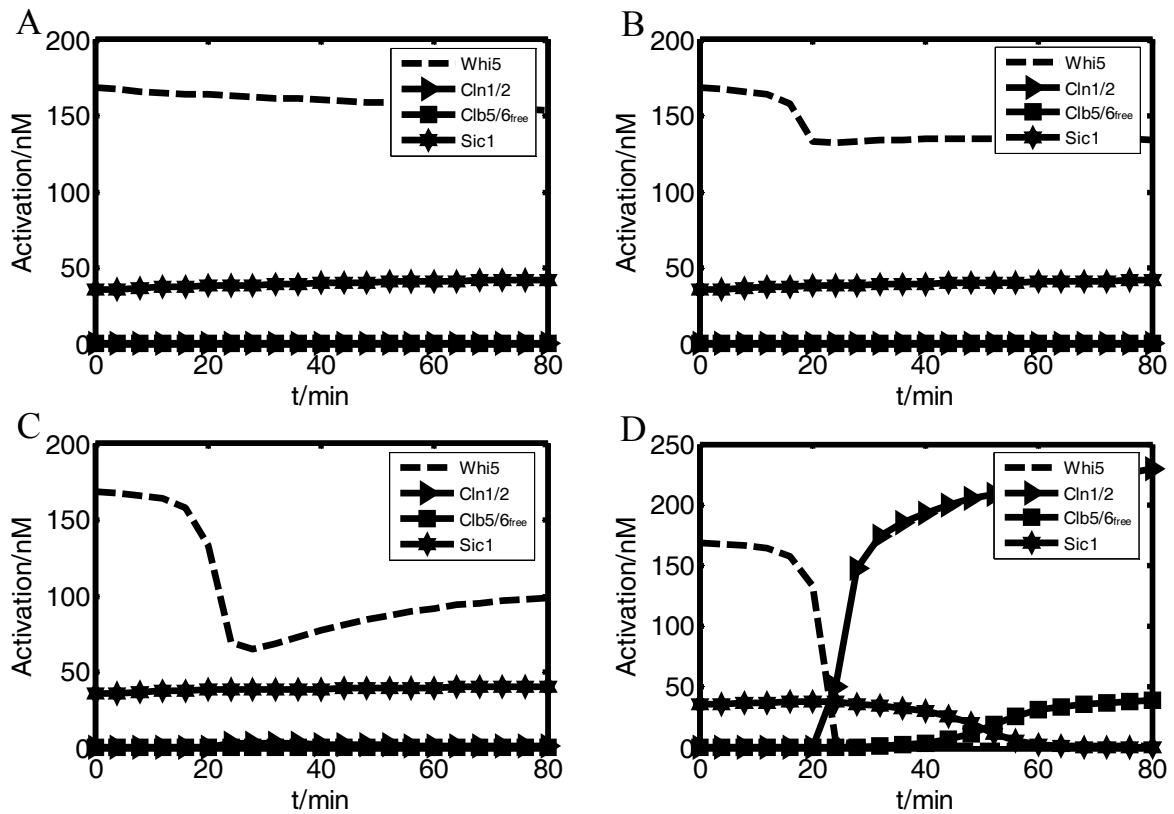 A
200
150
100
50
0
Activation/nM
Whi5
Cln1/2
Clb5/6free
Sic1
0 20 40 60 80
t/min
B
200
150
100
50
0
Activation/nM
Whi5
Cln1/2
Clb5/6free
Sic1
0 20 40 60 80
t/min
C
200
150
100
50
0
Activation/nM
Whi5
Cln1/2
Clb5/6free
Sic1
0 20 40 60 80
t/min
D
250
200
150
100
50
0
Activation/nM
Whi5
Cln1/2
Clb5/6free
Sic1
0 20 40 60 80
t/min